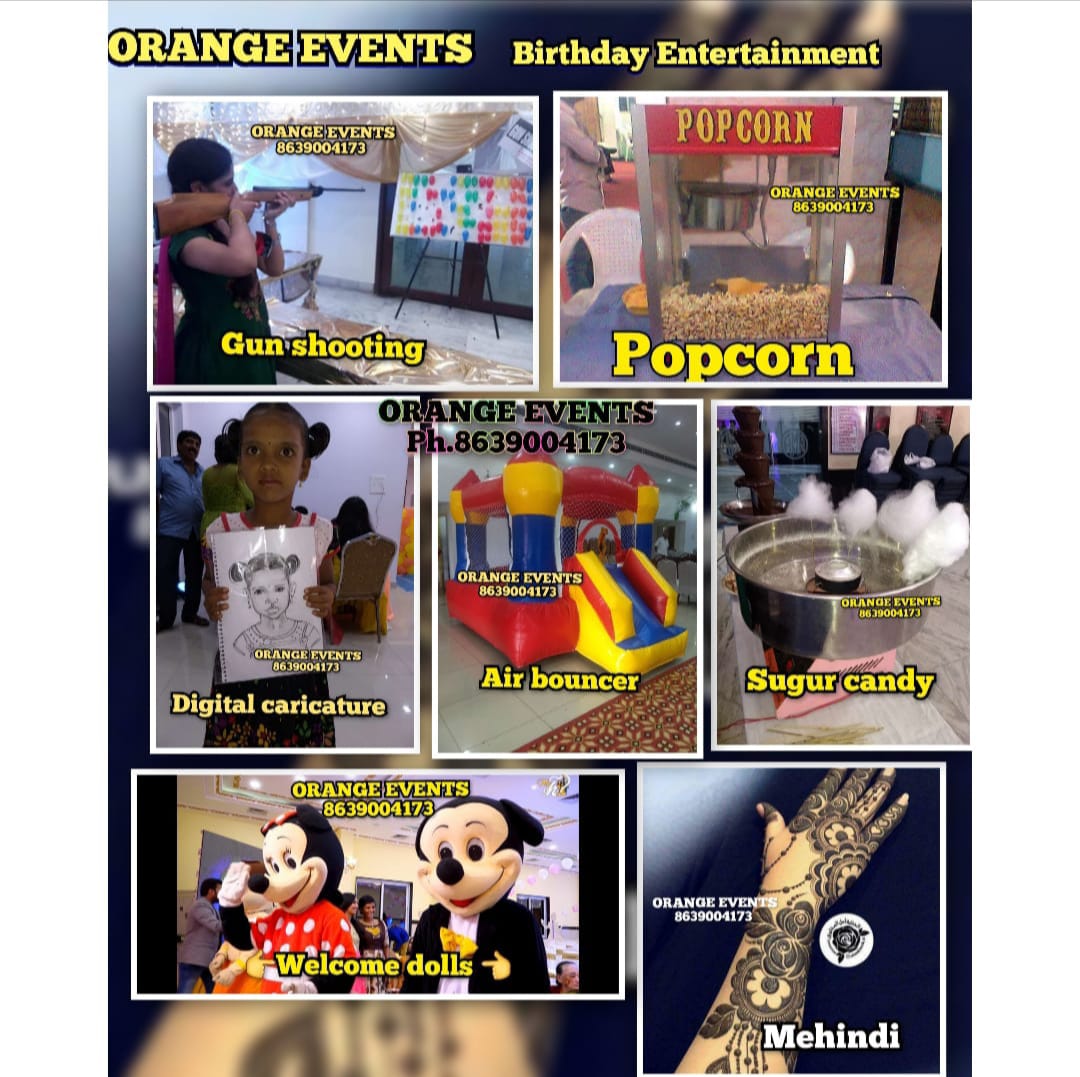 ORANGE EVENTS
Birthday Entertainment
ORANGE EVENTS
8639004173
Gun shooting
POPCORN
ORANGE EVENTS
8639004173
Popcorn
ORANGE EVENTS
Ph.8639004173
ORANGE EVENTS
8639004173
Digital caricature
ORANGE EVENTS
8639004173
Air bouncer
ORANGE EVENTS
8639004173
Sugur candy
ORANGE EVENTS
8639004173
Welcome dolls
ORANGE EVENTS
8639004173
Mehindi